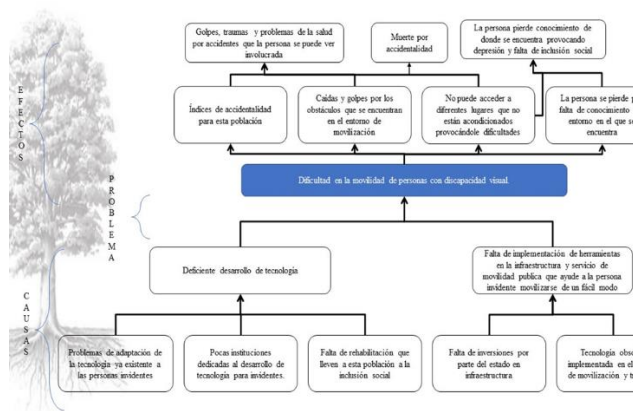 Golpes, traumas y problemas de la salud
por accidentes que la persona se puede ver
involucrada
Muerte por
accidentalidad
La persona pierde conocimiento de
donde se encuentra provocando
depresión y falta de inclusión social
Índices de accidentalidad
para esta población
Caidas y golpes por los
obstáculos que se encuentran
en el entorno de
movilización
No puede acceder a
diferentes lugares que no
están acondicionados
provocándole dificultades
La persona se pierde
falta de conocimiento
entorno en el que se
encuentra
EFECTOS
PROBLEMA
CAUSAS
Dificultad en la movilidad de personas con discapacidad visual.
Deficiente desarrollo de tecnología
Falta de implementación de herramientas
en la infraestructura y servicio de
movilidad publica que ayude a la persona
invidente movilizarse de un fácil modo
Problemas de adaptación de
la tecnología ya existente a
las personas invidentes
Pocas instituciones
dedicadas al desarrollo de
tecnología para invidentes.
Falta de rehabilitación que
lleven a esta población a la
inclusión social
Falta de inversiones por
parte del estado en
infraestructura
Tecnología
implementada en el
de movilización y